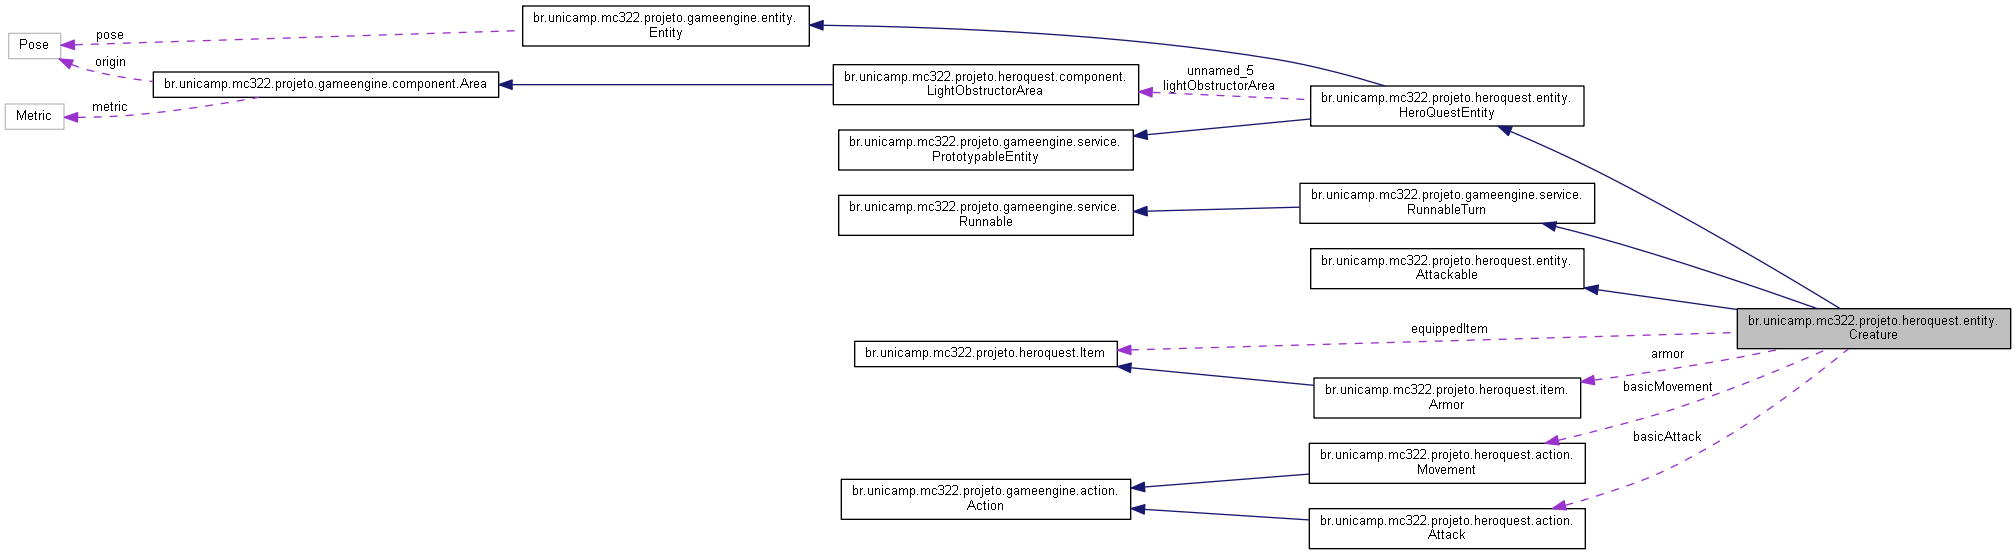 br.unicamp.mc322.projeto.gameengine.entity.
Entity
pose
Pose
origin
br.unicamp.mc322.projeto.gameengine.component.Area
metric
Metric
br.unicamp.mc322.projeto.heroquest.component.
LightObstructorArea
unnamed_5
lightObstructorArea
br.unicamp.mc322.projeto.heroquest.entity.
HeroQuestEntity
br.unicamp.mc322.projeto.gameengine.service.
PrototypableEntity
br.unicamp.mc322.projeto.gameengine.service.
Runnable
br.unicamp.mc322.projeto.gameengine.service.
RunnableTurn
br.unicamp.mc322.projeto.heroquest.entity.
Attackable
br.unicamp.mc322.projeto.heroquest.entity.
Creature
equippedItem
br.unicamp.mc322.projeto.heroquest.Item
armor
br.unicamp.mc322.projeto.heroquest.item.
Armor
basicMovement
basicAttack
br.unicamp.mc322.projeto.heroquest.action.
Movement
br.unicamp.mc322.projeto.gameengine.action.
Action
br.unicamp.mc322.projeto.heroquest.action.
Attack